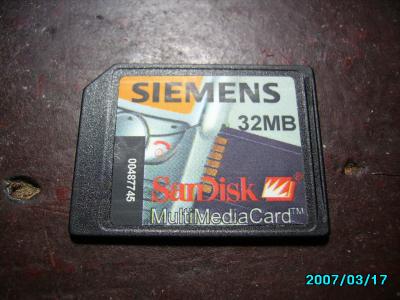 SIEMENS
32MB
00487745
SanDisk
MultiMediaCard™
2007/03/17